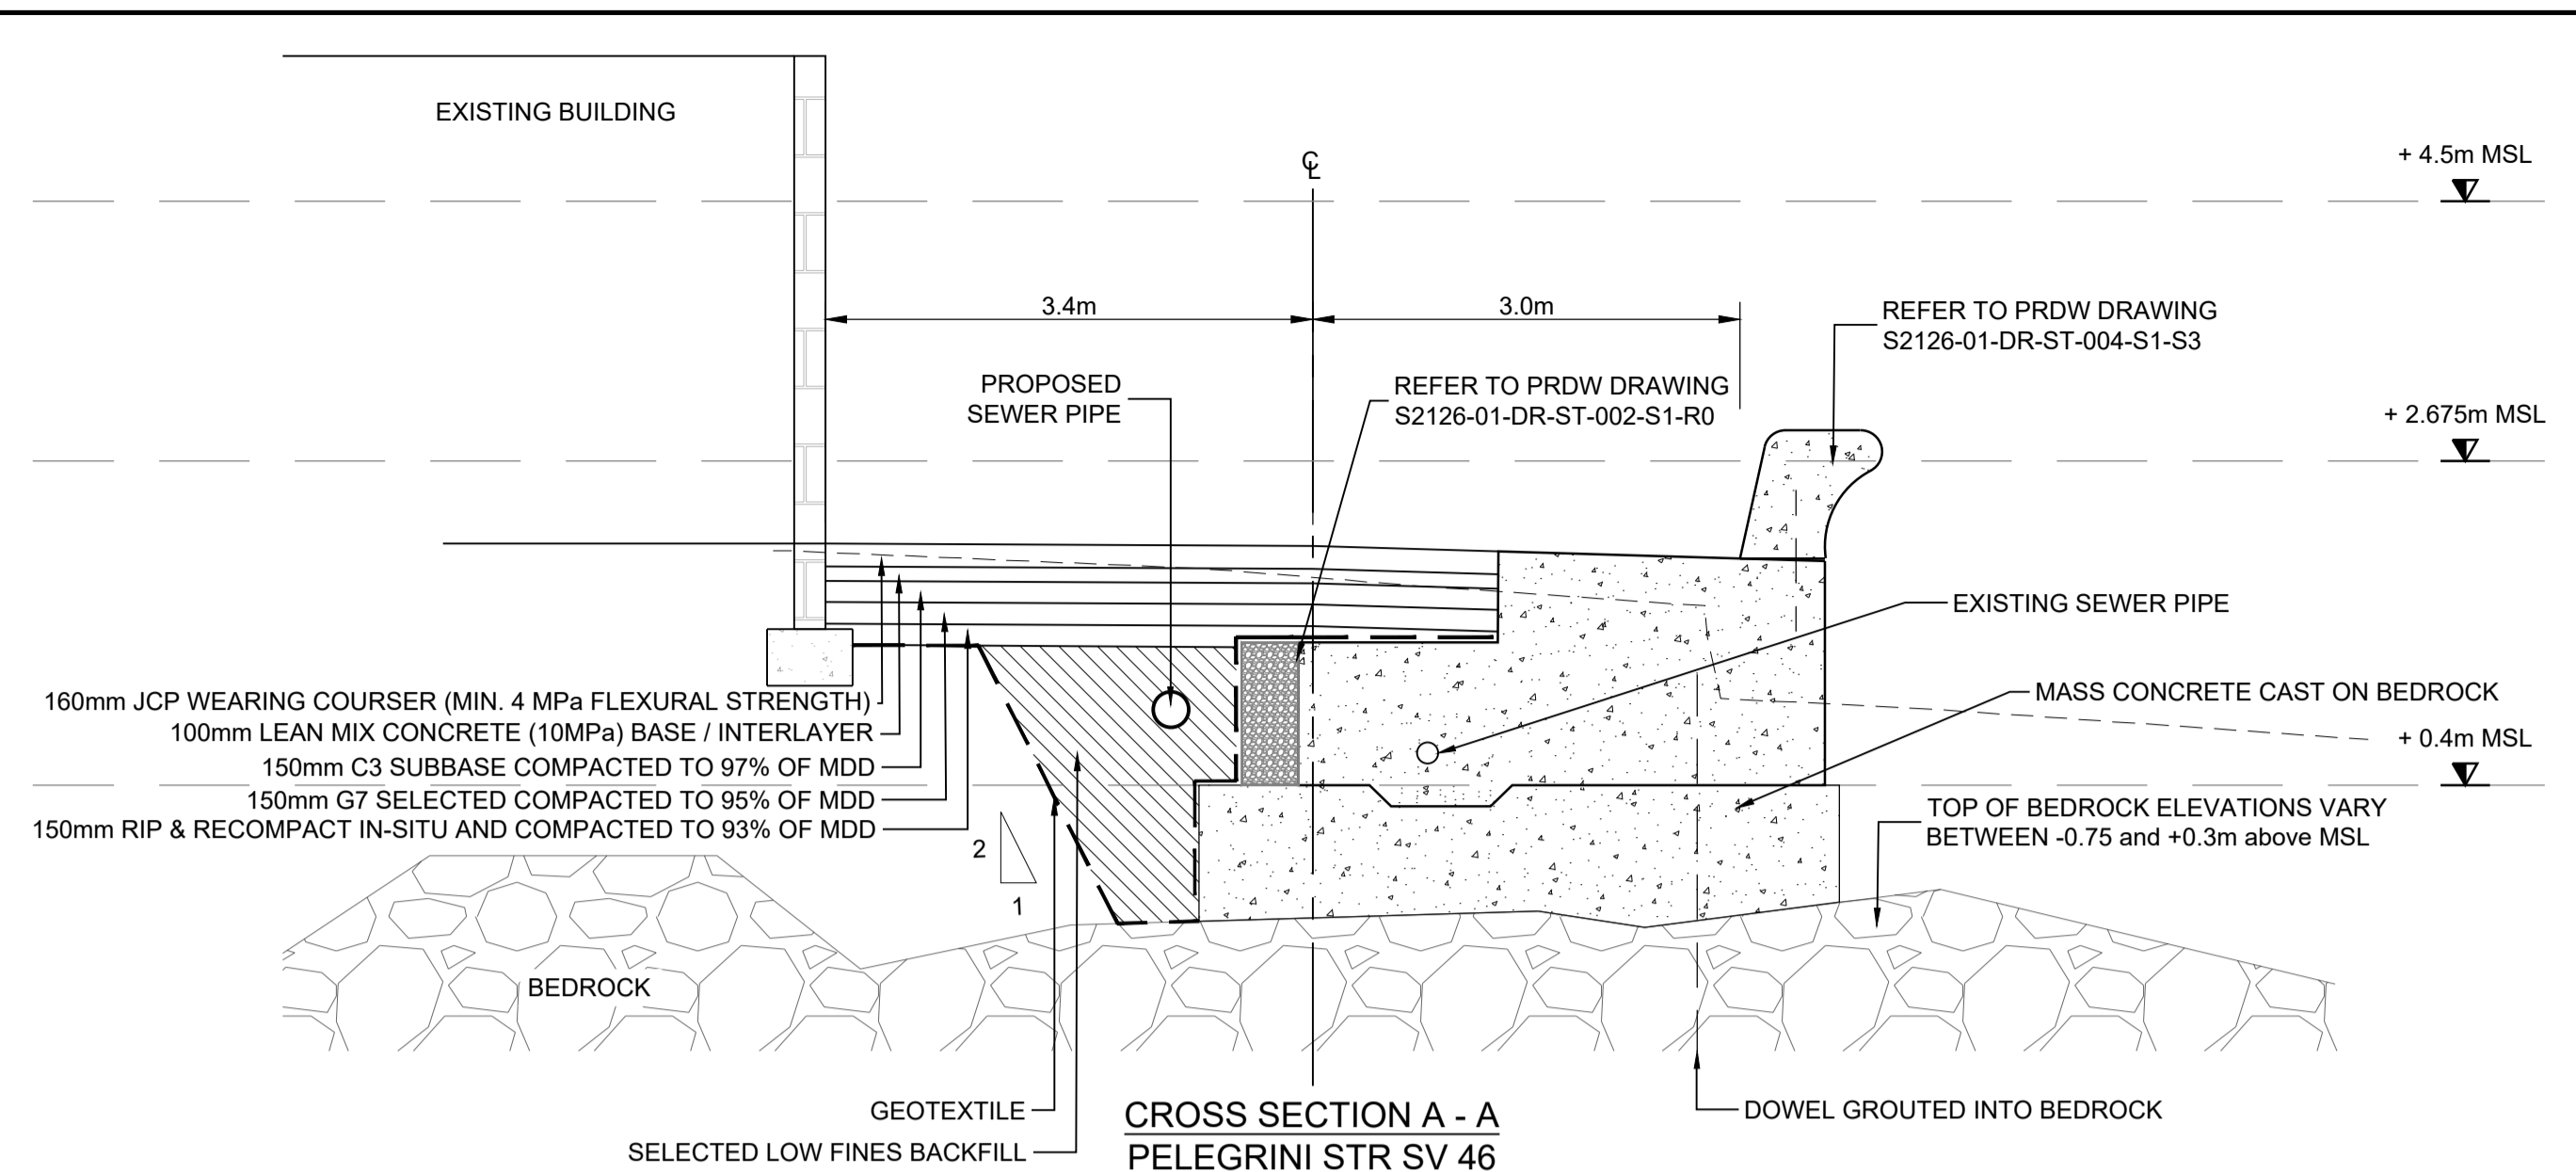 EXISTING BUILDING
℄
+ 4.5m MSL
3.4m
3.0m
REFER TO PRDW DRAWING
S2126-01-DR-ST-004-S1-S3
PROPOSED
SEWER PIPE
REFER TO PRDW DRAWING
S2126-01-DR-ST-002-S1-R0
+ 2.675m MSL
EXISTING SEWER PIPE
160mm JCP WEARING COURSER (MIN. 4 MPa FLEXURAL STRENGTH)
100mm LEAN MIX CONCRETE (10MPa) BASE / INTERLAYER
150mm C3 SUBBASE COMPACTED TO 97% OF MDD
150mm G7 SELECTED COMPACTED TO 95% OF MDD
150mm RIP & RECOMPACT IN-SITU AND COMPACTED TO 93% OF MDD
MASS CONCRETE CAST ON BEDROCK
+ 0.4m MSL
TOP OF BEDROCK ELEVATIONS VARY
BETWEEN -0.75 and +0.3m above MSL
2
1
BEDROCK
GEOTEXTILE
SELECTED LOW FINES BACKFILL
DOWEL GROUTED INTO BEDROCK
CROSS SECTION A - A
PELEGRINI STR SV 46